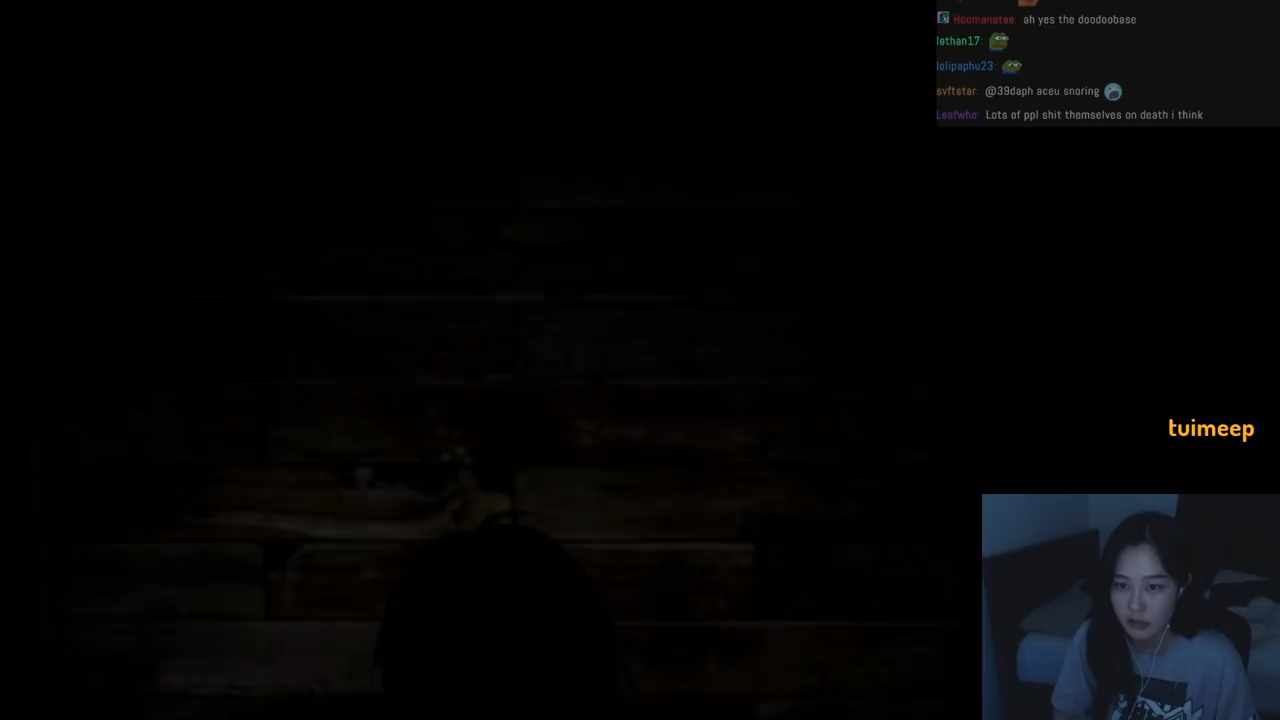 Hoomanatee ah yes the doodoobase
lethan17:
lolipaphu23:
svftstar: @39daph aceu snoring
Leafwho: Lots of ppl shit themselves on death i think
tuimeep